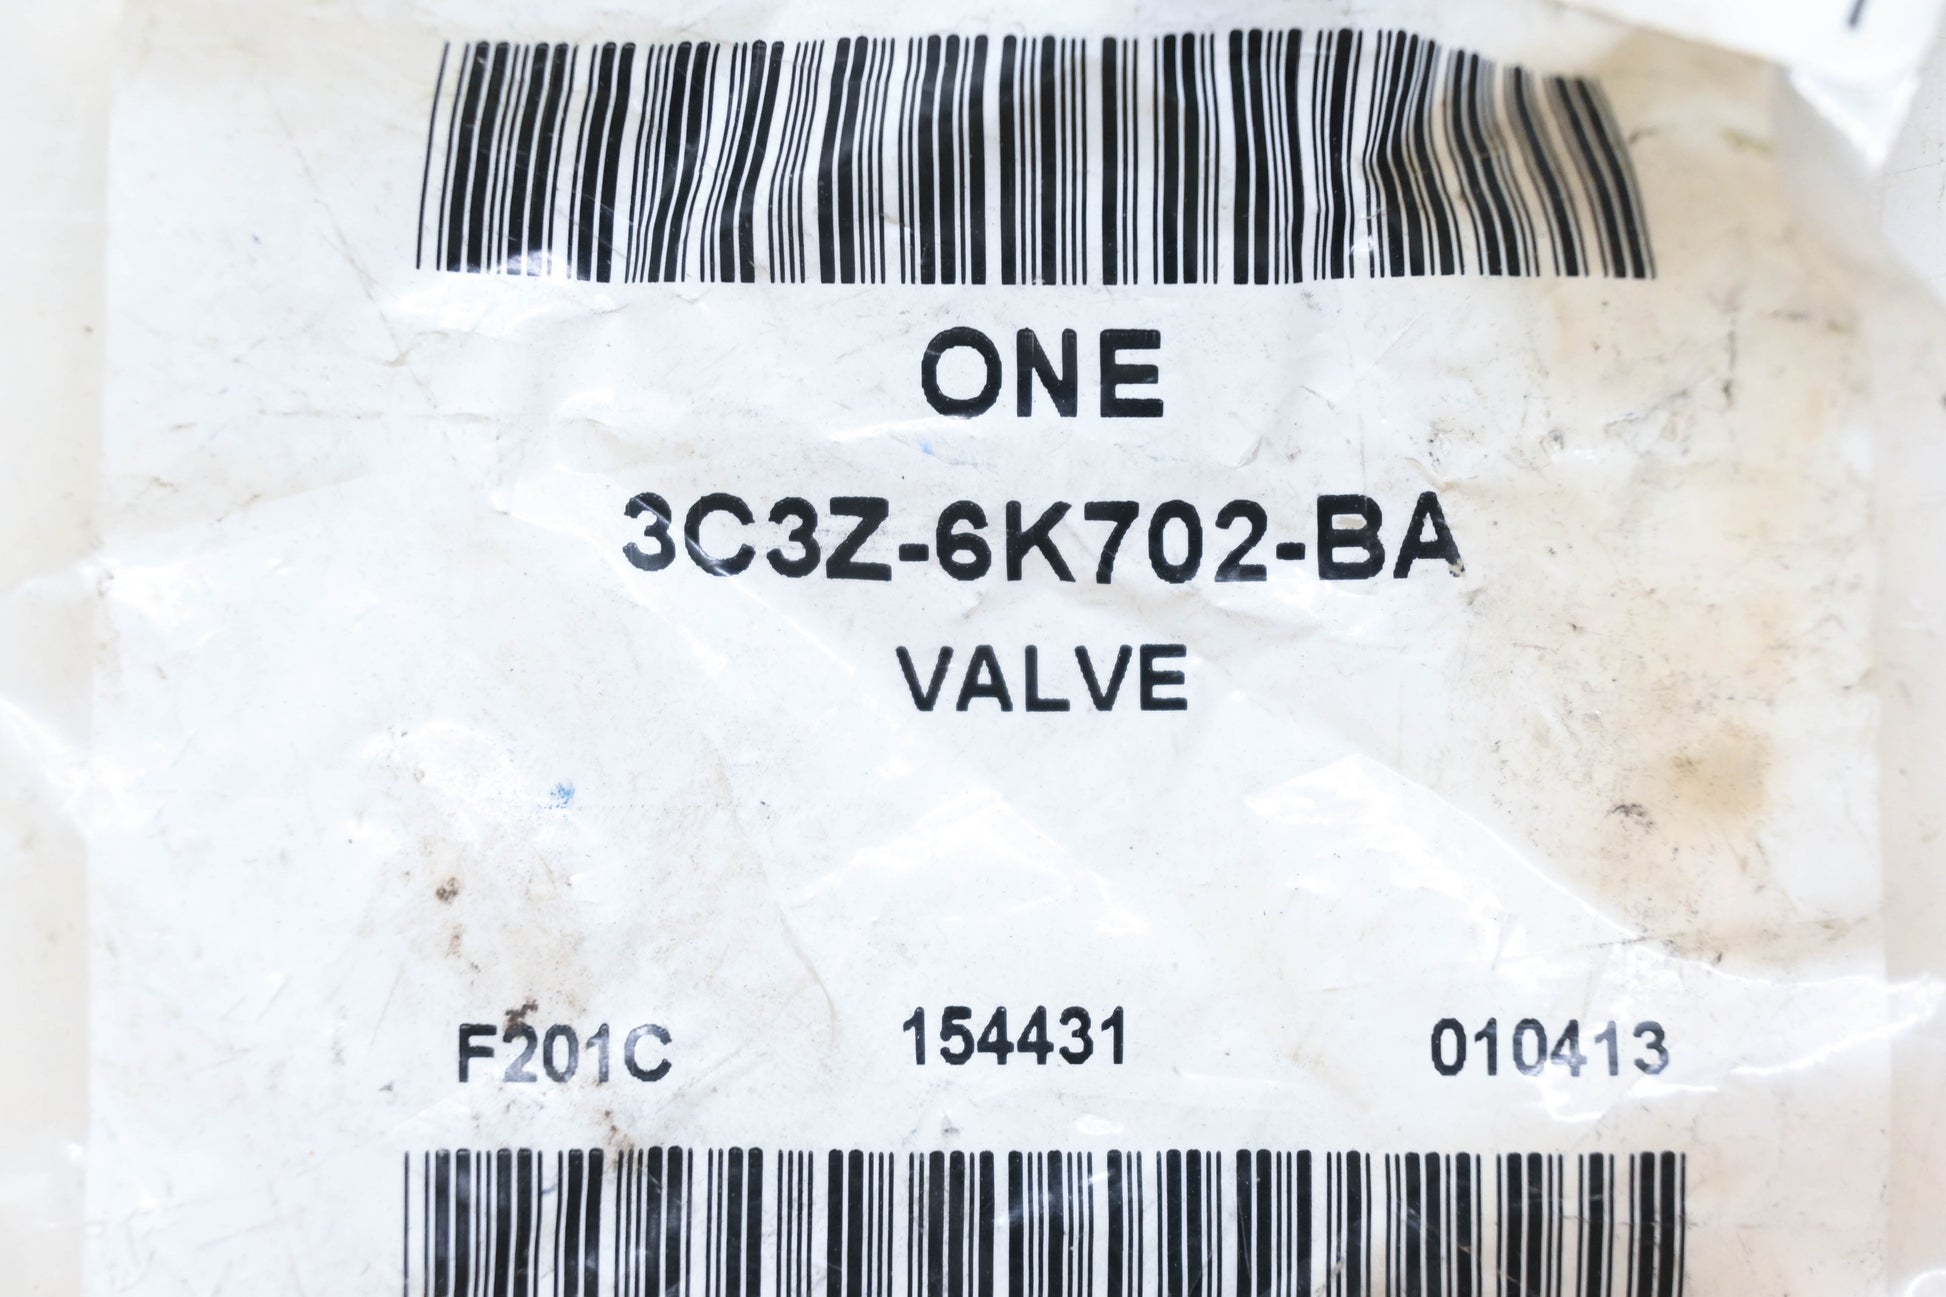 ONE
3C3Z-6K702-BA
VALVE
F201C 154431 010413